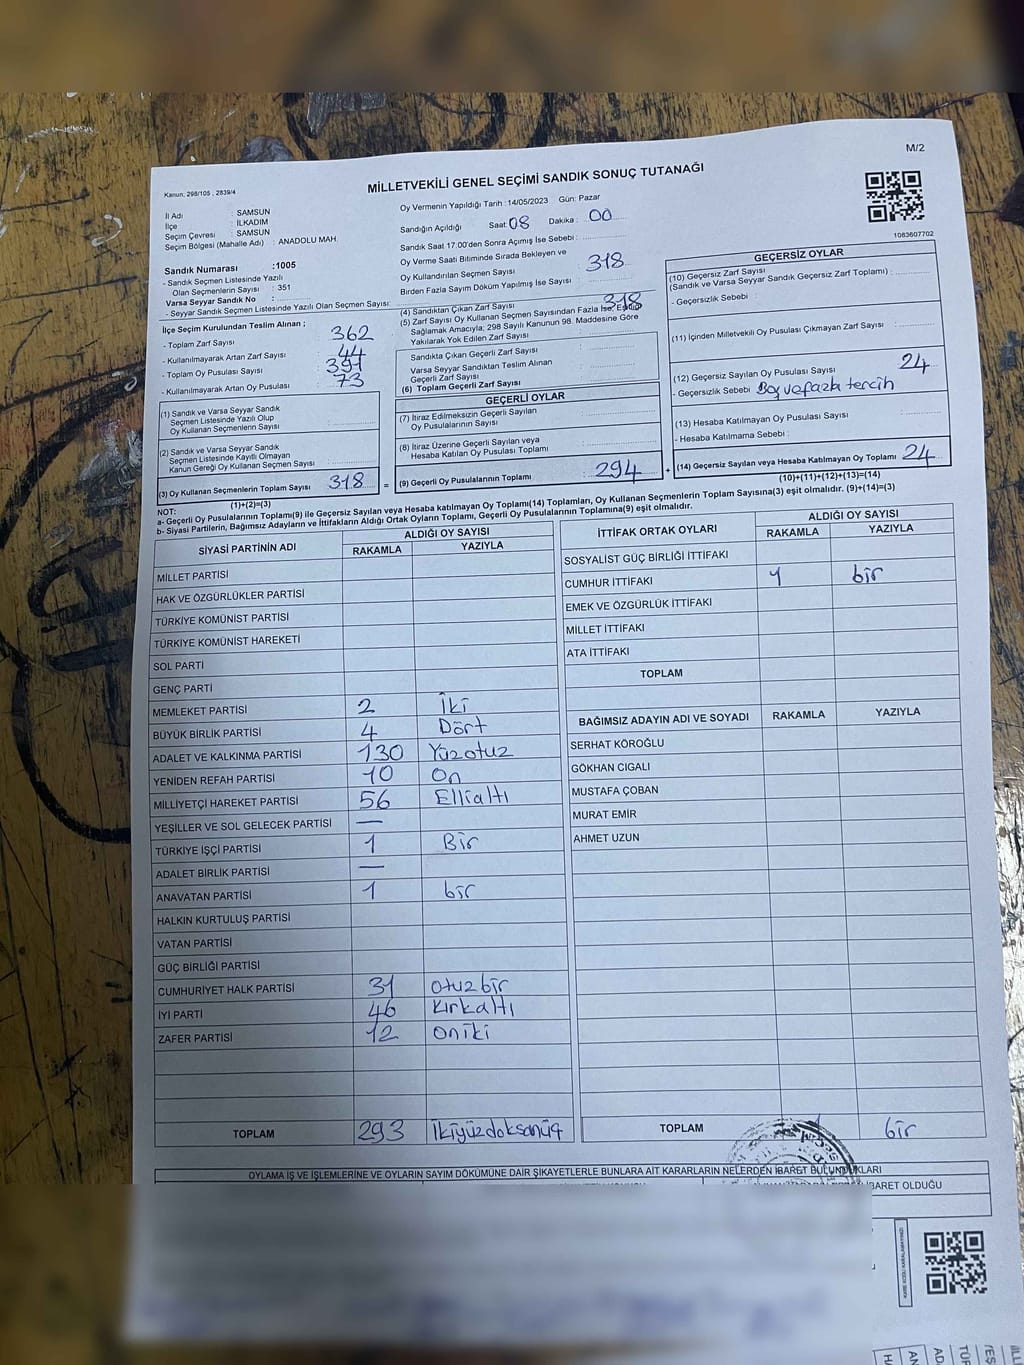 M/2
Kanun: 298/105 , 2839/4
MİLLETVEKİLİ GENEL SEÇİMİ SANDIK SONUÇ TUTANAĞI
1083607702
İl Adı : SAMSUN
İlçe : İLKADIM
Seçim Çevresi : SAMSUN
Seçim Bölgesi (Mahalle Adı) : ANADOLU MAH.
Sandık Numarası :1005
- Sandık Seçmen Listesinde Yazılı
Olan Seçmenlerin Sayısı : 351
Varsa Seyyar Sandık No :
- Seyyar Sandık Seçmen Listesinde Yazılı Olan Seçmen Sayısı:
Oy Vermenin Yapıldığı Tarih : 14/05/2023 Gün: Pazar
Sandığın Açıldığı Saat: 08 Dakika : 00
Sandık Saat 17:00'den Sonra Açımış İse Sebebi :
Oy Verme Saati Bitiminde Sırada Bekleyen ve
Oy Kullandırılan Seçmen Sayısı : 318
Birden Fazla Sayım Döküm Yapılmış İse Sayısı :
İlçe Seçim Kurulundan Teslim Alınan ;
- Toplam Zarf Sayısı : 362
- Kullanılmayarak Artan Zarf Sayısı : 44
- Toplam Oy Pusulası Sayısı : 391
- Kullanılmayarak Artan Oy Pusulası : 73
(1) Sandık ve Varsa Seyyar Sandık
Seçmen Listesinde Yazılı Olup
Oy Kullanan Seçmenlerin Sayısı :
(2) Sandık ve Varsa Seyyar Sandık
Seçmen Listesinde Kayıtlı Olmayan
Kanun Gereği Oy Kullanan Seçmen Sayısı :
(3) Oy Kullanan Seçmenlerin Toplam Sayısı 318
(1)+(2)=(3)
(4) Sandıktan Çıkan Zarf Sayısı : 318
(5) Zarf Sayısı Oy Kullanan Seçmen Sayısından Fazla İse, Eşitliği
Sağlamak Amacıyla; 298 Sayılı Kanunun 98. Maddesine Göre
Yakılarak Yok Edilen Zarf Sayısı :
Sandıkta Çıkan Geçerli Zarf Sayısı :
Varsa Seyyar Sandıktan Teslim Alınan
Geçerli Zarf Sayısı :
(6) Toplam Geçerli Zarf Sayısı :
GEÇERLİ OYLAR
(7) İtiraz Edilmeksizin Geçerli Sayılan
Oy Pusulalarının Sayısı :
(8) İtiraz Üzerine Geçerli Sayılan veya
Hesaba Katılan Oy Pusulası Toplamı :
= (9) Geçerli Oy Pusulalarının Toplamı : 294 +
GEÇERSİZ OYLAR
(10) Geçersiz Zarf Sayısı
(Sandık ve Varsa Seyyar Sandık Geçersiz Zarf Toplamı) :
- Geçersizlik Sebebi :
(11) İçinden Milletvekili Oy Pusulası Çıkmayan Zarf Sayısı :
(12) Geçersiz Sayılan Oy Pusulası Sayısı : 24
- Geçersizlik Sebebi : Boş ve fazla tercih
(13) Hesaba Katılmayan Oy Pusulası Sayısı :
- Hesaba Katılmama Sebebi :
(14) Geçersiz Sayılan veya Hesaba Katılmayan Oy Toplamı 24
(10)+(11)+(12)+(13)=(14)
NOT:
a- Geçerli Oy Pusulalarının Toplamı(9) ile Geçersiz Sayılan veya Hesaba katılmayan Oy Toplamı(14) Toplamları, Oy Kullanan Seçmenlerin Toplam Sayısına(3) eşit olmalıdır. (9)+(14)=(3)
b- Siyasi Partilerin, Bağımsız Adayların ve İttifakların Aldığı Ortak Oyların Toplamı, Geçerli Oy Pusulalarının Toplamına(9) eşit olmalıdır.
SİYASİ PARTİNİN ADI
ALDIĞI OY SAYISI
RAKAMLA YAZIYLA
MİLLET PARTİSİ
HAK VE ÖZGÜRLÜKLER PARTİSİ
TÜRKİYE KOMÜNİST PARTİSİ
TÜRKİYE KOMÜNİST HAREKETİ
SOL PARTİ
GENÇ PARTİ
MEMLEKET PARTİSİ 2 İki
BÜYÜK BİRLİK PARTİSİ 4 Dört
ADALET VE KALKINMA PARTİSİ 130 Yüzotuz
YENİDEN REFAH PARTİSİ 10 On
MİLLİYETÇİ HAREKET PARTİSİ 56 Ellialtı
YEŞİLLER VE SOL GELECEK PARTİSİ —
TÜRKİYE İŞÇİ PARTİSİ 1 Bir
ADALET BİRLİK PARTİSİ —
ANAVATAN PARTİSİ 1 bir
HALKIN KURTULUŞ PARTİSİ
VATAN PARTİSİ
GÜÇ BİRLİĞİ PARTİSİ
CUMHURİYET HALK PARTİSİ 31 otuzbir
İYİ PARTİ 46 Kırkaltı
ZAFER PARTİSİ 12 oniki
TOPLAM 293 İkiyüzdoksanüç
İTTİFAK ORTAK OYLARI
ALDIĞI OY SAYISI
RAKAMLA YAZIYLA
SOSYALİST GÜÇ BİRLİĞİ İTTİFAKI
CUMHUR İTTİFAKI 1 bir
EMEK VE ÖZGÜRLÜK İTTİFAKI
MİLLET İTTİFAKI
ATA İTTİFAKI
TOPLAM
BAĞIMSIZ ADAYIN ADI VE SOYADI RAKAMLA YAZIYLA
SERHAT KÖROĞLU
GÖKHAN CIGALI
MUSTAFA ÇOBAN
MURAT EMİR
AHMET UZUN
TOPLAM 1 bir
OYLAMA İŞ VE İŞLEMLERİNE VE OYLARIN SAYIM DÖKÜMÜNE DAİR ŞİKAYETLERLE BUNLARA AİT KARARLARIN NELERDEN İBARET BULUNDUKLARI
İBARET OLDUĞU